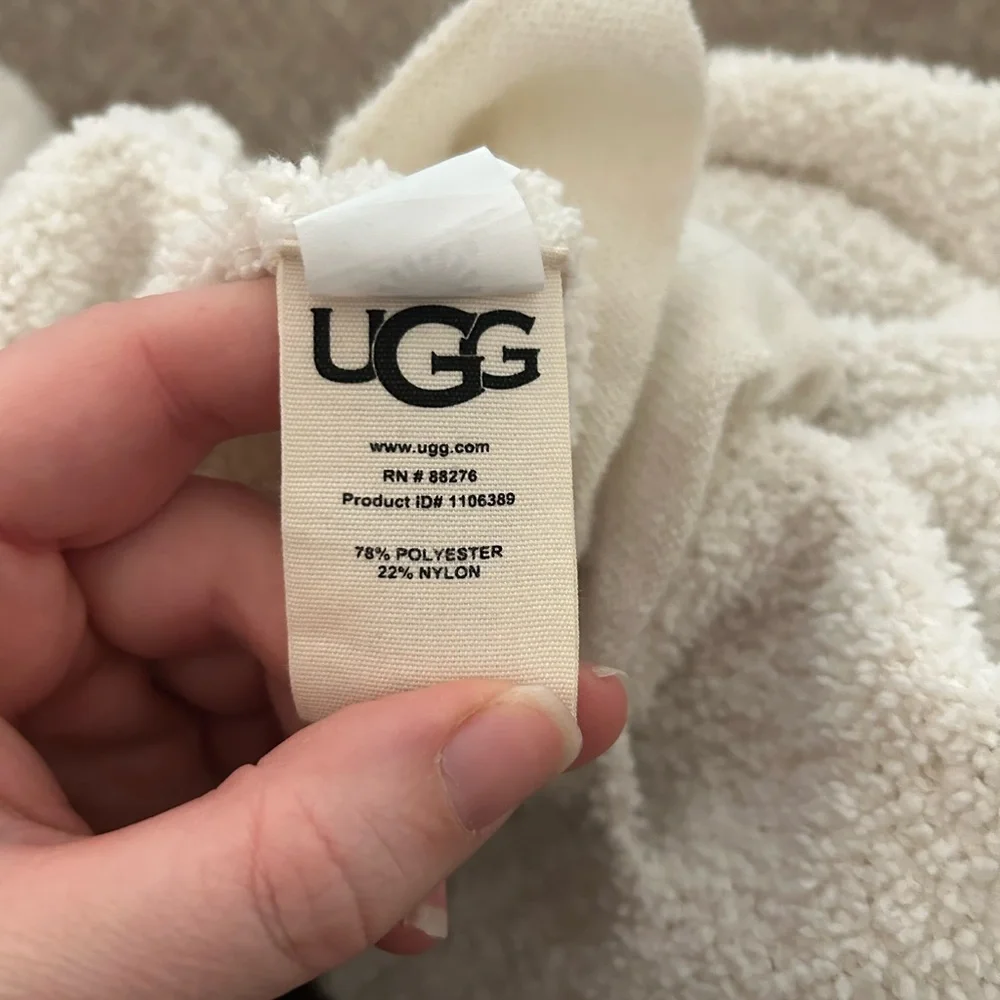 UGG
www.ugg.com
RN # 88276
Product ID# 1106389
78% POLYESTER
22% NYLON